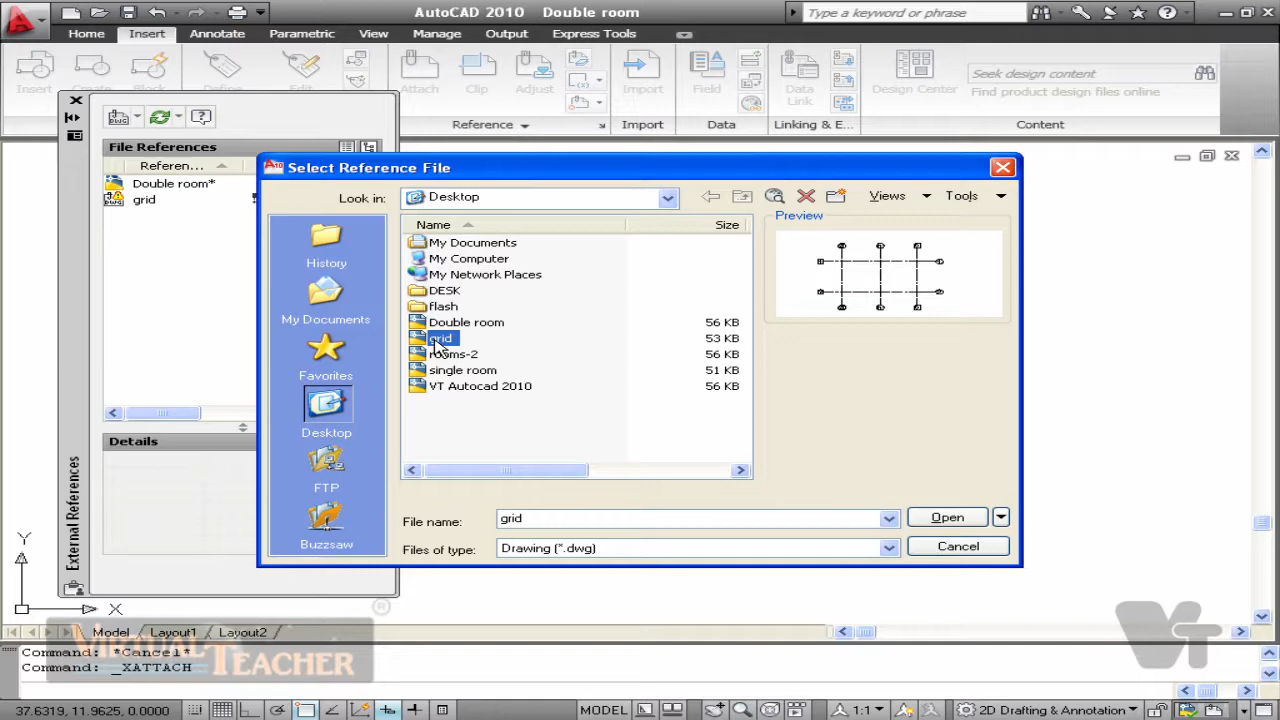 AutoCAD 2010 Double room
Type a keyword or phrase
Home Insert Annotate Parametric View Manage Output Express Tools
Insert Create Block Define Edit Attach Clip Adjust Import Field Data Link Design Center
Seek design content
Find product design files online
Reference Import Data Linking & E... Content
File References
Referen...
Double room*
grid
Details
External References
Select Reference File
Look in: Desktop Views Tools
Name Size Preview
History
My Documents
Favorites
Desktop
FTP
Buzzsaw
My Documents
My Computer
My Network Places
DESK
flash
Double room 56 KB
grid 53 KB
rooms-2 56 KB
single room 51 KB
VT Autocad 2010 56 KB
File name: grid Open
Files of type: Drawing (*.dwg) Cancel
Y
X
Model Layout1 Layout2
VIRTUAL TEACHER
VT
Command: *Cancel*
Command: _XATTACH
37.6319, 11.9625, 0.0000 MODEL 1:1 2D Drafting & Annotation